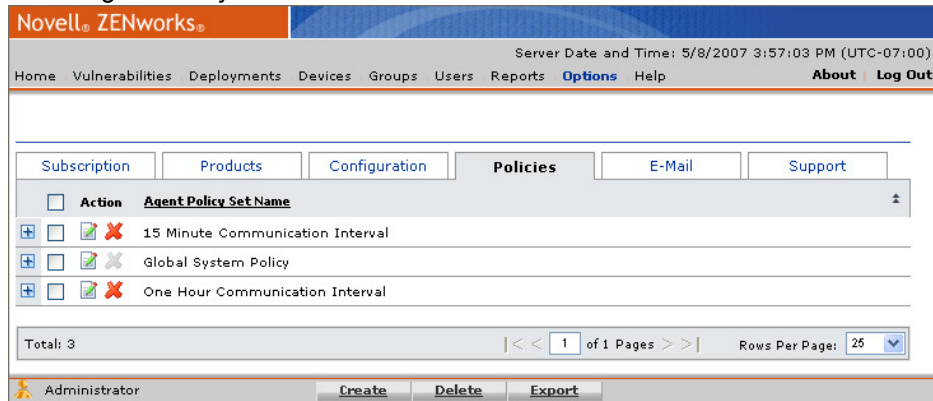 Novell® ZENworks®
Server Date and Time: 5/8/2007 3:57:03 PM (UTC-07:00)
Home Vulnerabilities Deployments Devices Groups Users Reports Options Help About | Log Out
Subscription Products Configuration Policies E-Mail Support
Action Agent Policy Set Name
15 Minute Communication Interval
Global System Policy
One Hour Communication Interval
Total: 3 |< < 1 of 1 Pages > >| Rows Per Page: 25
Administrator Create Delete Export